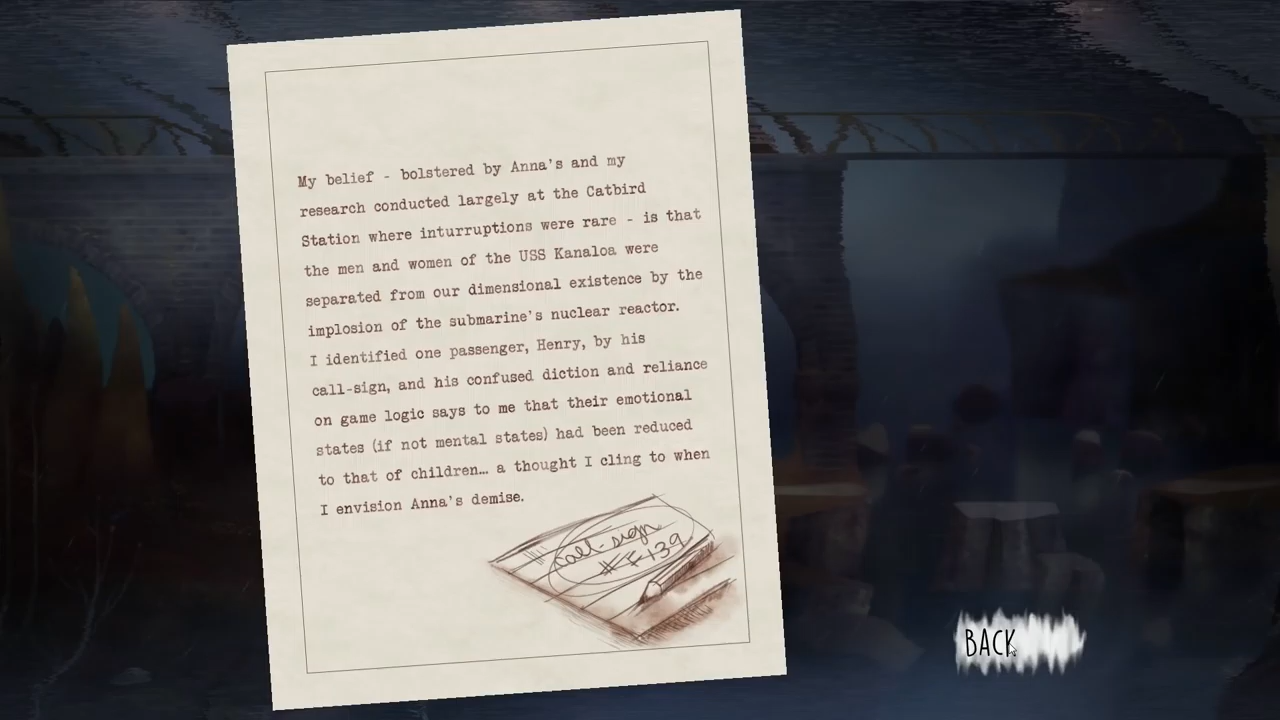 My belief - bolstered by Anna's and my
research conducted largely at the Catbird
Station where inturruptions were rare - is that
the men and women of the USS Kanaloa were
separated from our dimensional existence by the
implosion of the submarine's nuclear reactor.
I identified one passenger, Henry, by his
call-sign, and his confused diction and reliance
on game logic says to me that their emotional
states (if not mental states) had been reduced
to that of children… a thought I cling to when
I envision Anna's demise.
Call-sign
#F-139
BACK